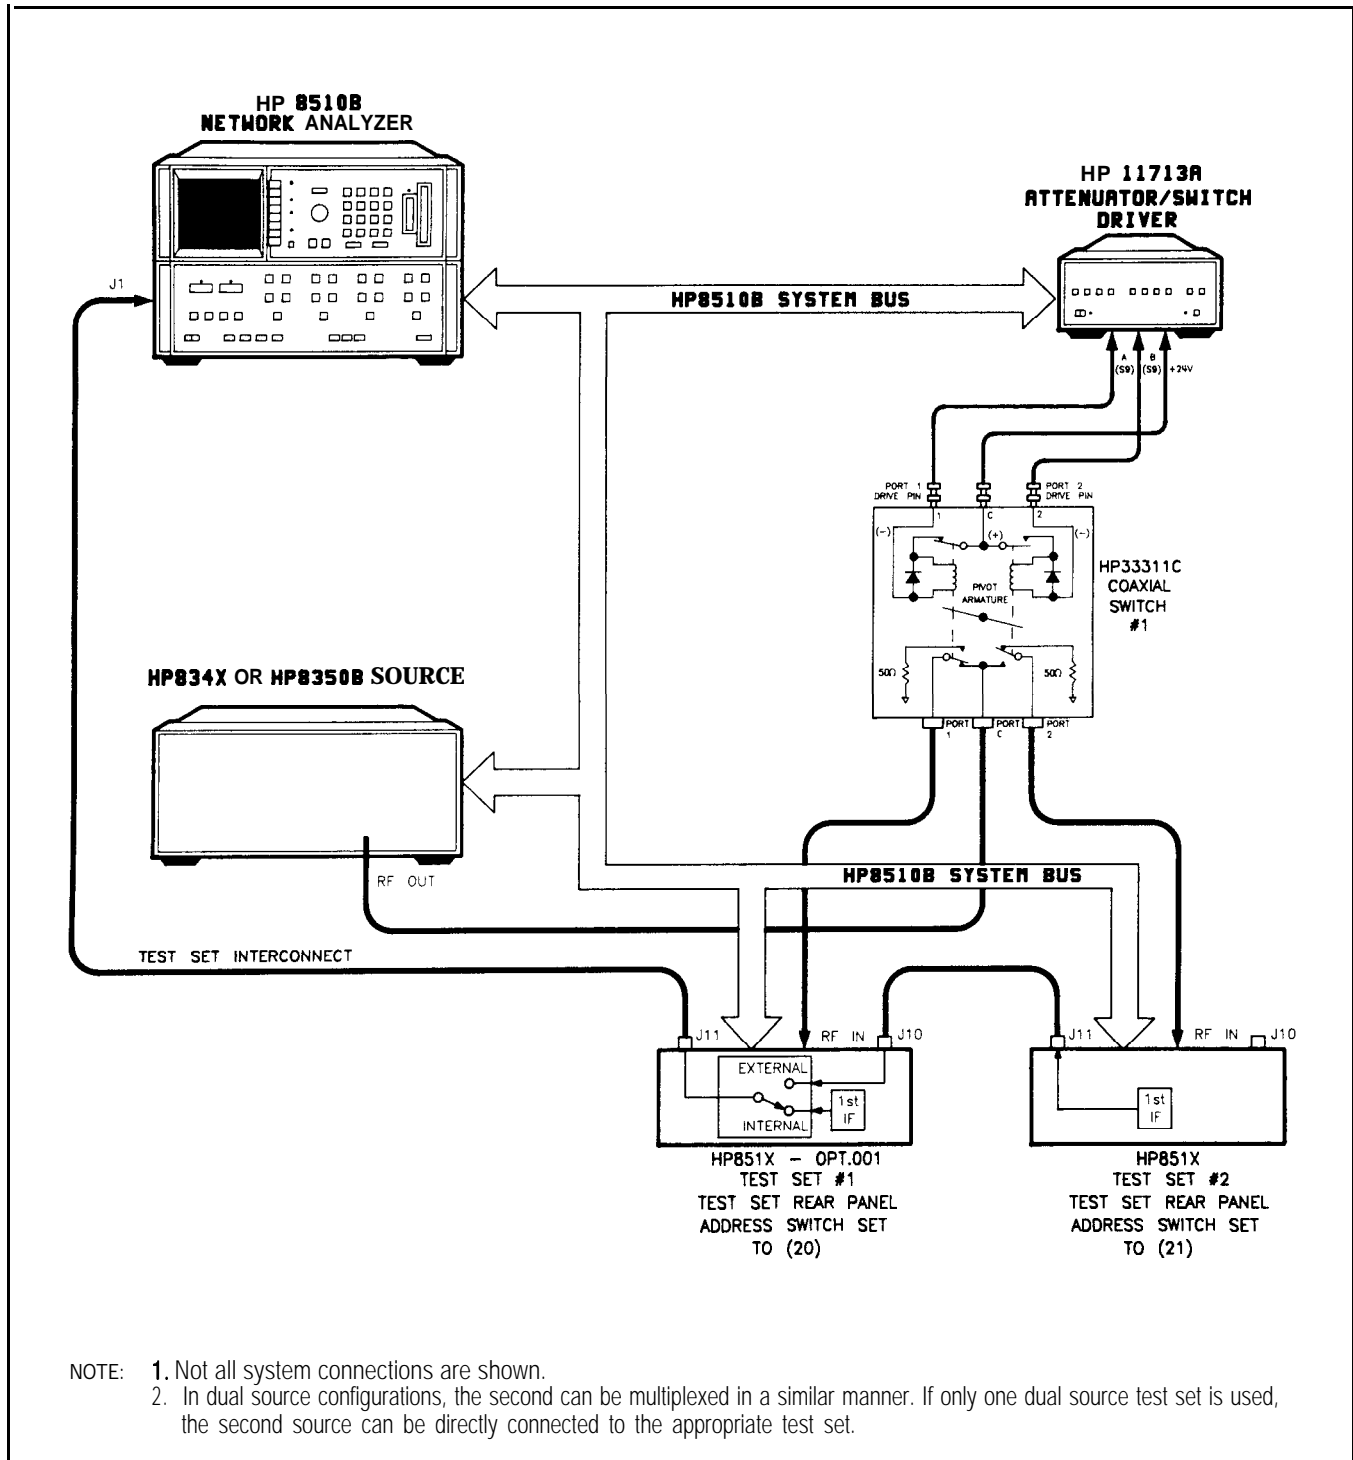 HP 8510B
NETWORK ANALYZER
HP 11713A
ATTENUATOR/SWITCH
DRIVER
J1
HP8510B SYSTEM BUS
A
(S9)
B
(S9)
+24V
PORT 1
DRIVE PIN
PORT 2
DRIVE PIN
1
C
2
(-)
(+)
(-)
PIVOT
ARMATURE
50Ω
50Ω
HP33311C
COAXIAL
SWITCH
#1
PORT
1
PORT
C
PORT
2
HP834X OR HP8350B SOURCE
RF OUT
HP8510B SYSTEM BUS
TEST SET INTERCONNECT
J11
RF IN
J10
J11
RF IN
J10
EXTERNAL
INTERNAL
1st
IF
1st
IF
HP851X - OPT.001
TEST SET #1
TEST SET REAR PANEL
ADDRESS SWITCH SET
TO (20)
HP851X
TEST SET #2
TEST SET REAR PANEL
ADDRESS SWITCH SET
TO (21)
NOTE: 1. Not all system connections are shown.
2. In dual source configurations, the second can be multiplexed in a similar manner. If only one dual source test set is used,
the second source can be directly connected to the appropriate test set.